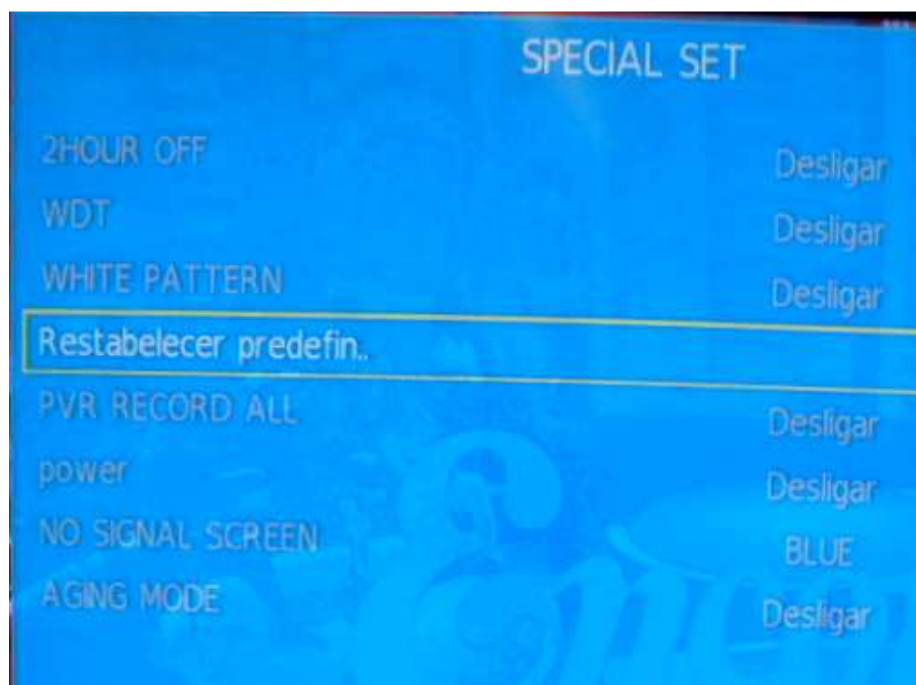 SPECIAL SET
2HOUR OFF Desligar
WDT Desligar
WHITE PATTERN Desligar
Restabelecer predefin..
PVR RECORD ALL Desligar
power Desligar
NO SIGNAL SCREEN BLUE
AGING MODE Desligar